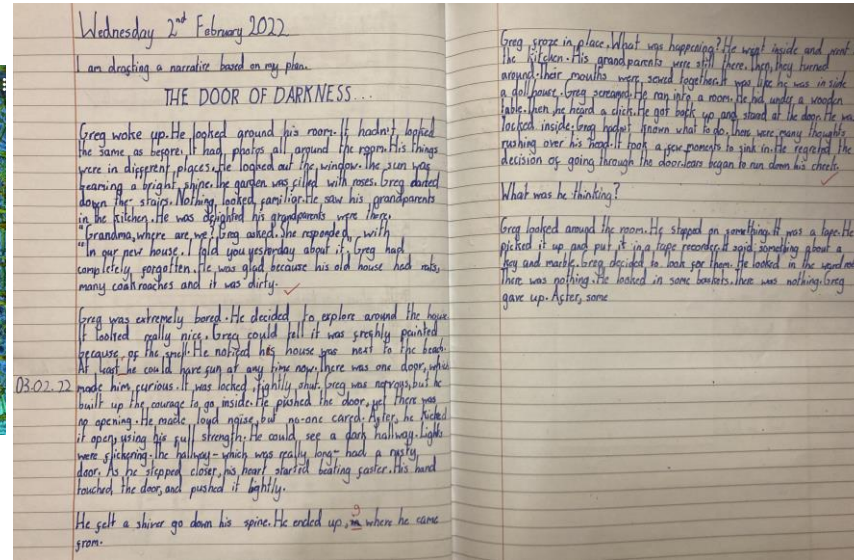 Wednesday 2nd February 2022
I am drafting a narrative based on my plan.
THE DOOR OF DARKNESS...
Greg woke up. He looked around his room. It hadn't looked
the same as before. It had photos all around the room. His things
were in different places. He looked out the window. The sun was
beaming a bright shine. the garden was filled with roses. Greg darted
down the stairs. Nothing looked familiar. He saw his grandparents
in the kitchen. He was delighted his grandparents were there.
"Grandma, where are we? Greg asked. She responded, with
"In our new house. I told you yesterday about it, Greg had
completely forgotten. He was glad because his old house had rats,
many coakroaches and it was dirty.
Greg was extremely bored. He decided to explore around the house
it looked really nice. Greg could tell it was freshly painted
because of the smell. He noticed his house was next to the beach.
At least he could have fun at any time now. there was one door, which
03.02.22 made him curious. It was locked tightly shut. Greg was nervous, but he
built up the courage to go inside. He pushed the door, yet there was
no opening. He made loyd noise, but no-one cared. After, he kicked
it open, using his full strength. He could see a dark hallway. Lights
were flickering. the hallway - which was really long - had a rusty
door. As he stepped closer, his heart started beating faster. His hand
touched the door, and pushed it lightly.
He felt a shiver go down his spine. He ended up, where he came
from.
Greg froze in place. What was happening? He went inside and went
the kitchen. His grandparents were still there. Then, they turned
around. their mouths were sewed together. It was like he was in side
a dollhouse. Greg screamed. He ran into a room. He hid under a wooden
table. then he heard a click. He got back up and stood at the door. He was
locked inside. Greg hadn't known what to do, there were many thoughts
rushing over his head. It took a few moments to sink in. He regretted the
decision of going through the door. tears began to run down his cheeks.
What was he thinking?
Greg looked around the room. He stepped on something. It was a tape. He
picked it up and put it in a tape recorder. it said something about a
key and marble. Greg decided to look for them. He looked in the
There was nothing. He looked in some baskets. there was nothing. Greg
gave up. After, some